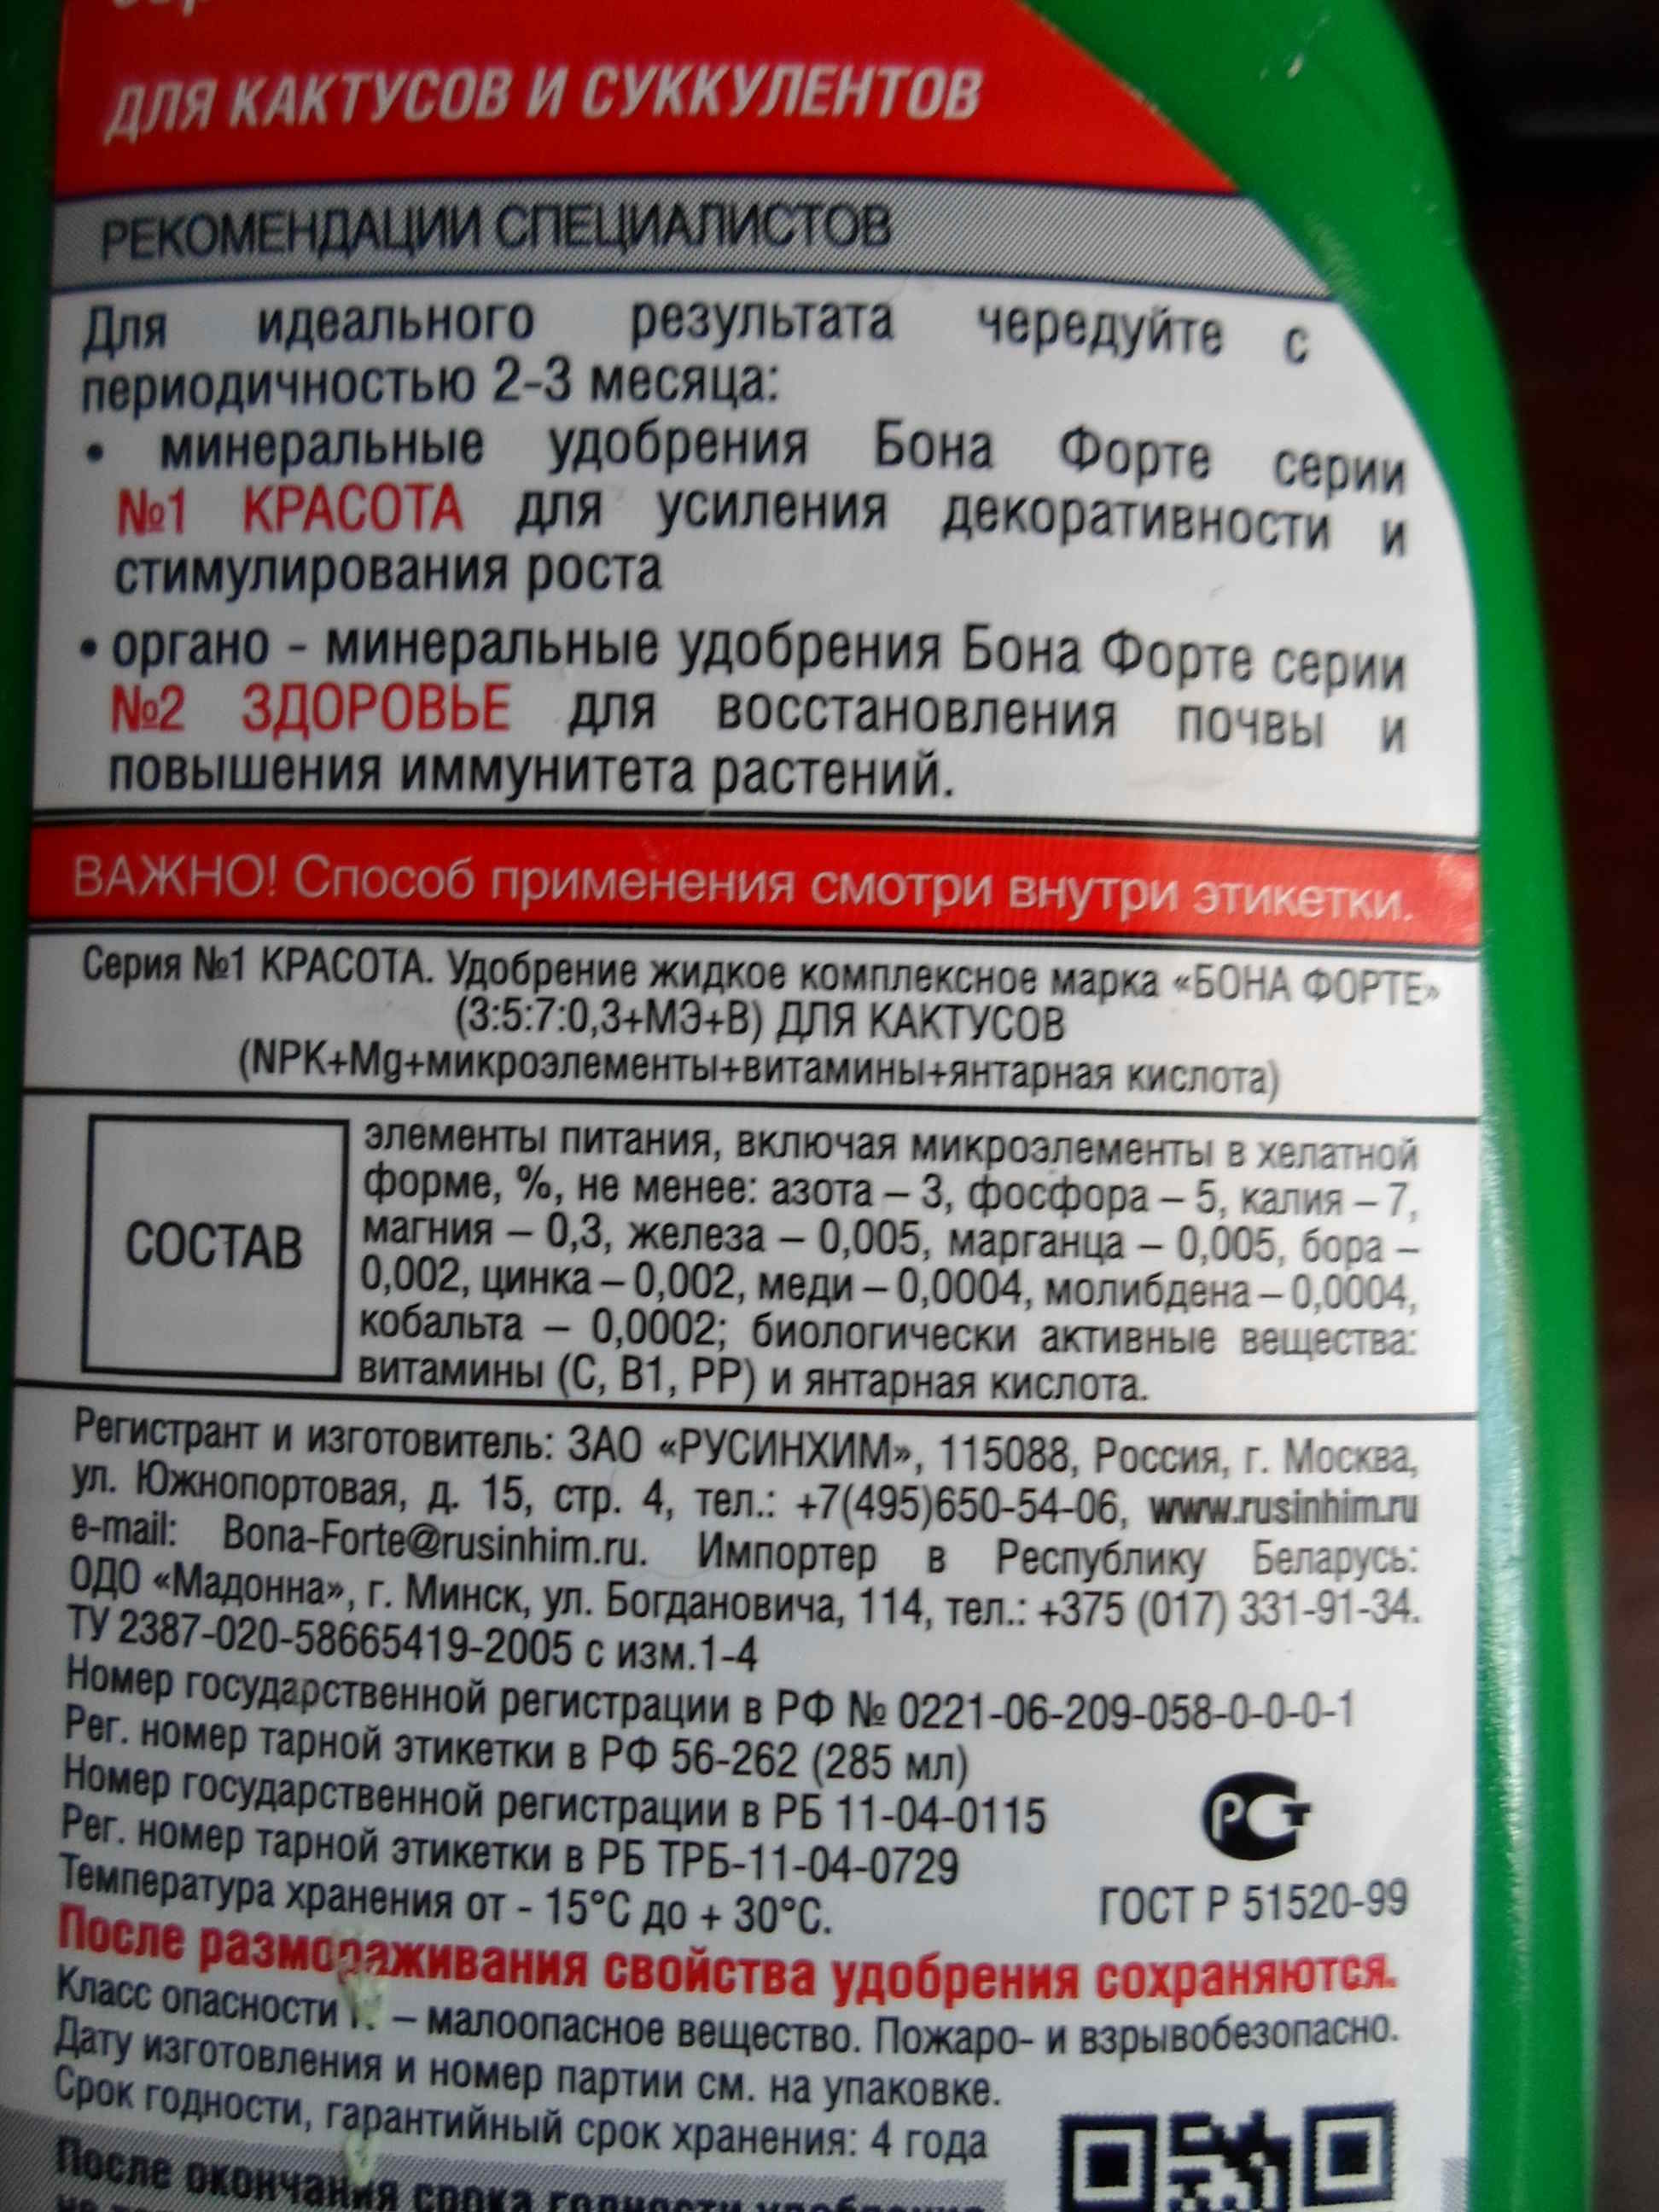 ДЛЯ КАКТУСОВ И СУККУЛЕНТОВ
РЕКОМЕНДАЦИИ СПЕЦИАЛИСТОВ
Для идеального результата чередуйте с
периодичностью 2-3 месяца:
• минеральные удобрения Бона Форте серии
№1 КРАСОТА для усиления декоративности и
стимулирования роста
• органо - минеральные удобрения Бона Форте серии
№2 ЗДОРОВЬЕ для восстановления почвы и
повышения иммунитета растений.
ВАЖНО! Способ применения смотри внутри этикетки.
Серия №1 КРАСОТА. Удобрение жидкое комплексное марка «БОНА ФОРТЕ»
(3:5:7:0,3+МЭ+В) ДЛЯ КАКТУСОВ
(NPK+Mg+микроэлементы+витамины+янтарная кислота)
СОСТАВ
элементы питания, включая микроэлементы в хелатной
форме, %, не менее: азота – 3, фосфора – 5, калия – 7,
магния – 0,3, железа – 0,005, марганца – 0,005, бора –
0,002, цинка – 0,002, меди – 0,0004, молибдена – 0,0004,
кобальта – 0,0002; биологически активные вещества:
витамины (С, В1, РР) и янтарная кислота.
Регистрант и изготовитель: ЗАО «РУСИНХИМ», 115088, Россия, г. Москва,
ул. Южнопортовая, д. 15, стр. 4, тел.: +7(495)650-54-06, www.rusinhim.ru
e-mail: Bona-Forte@rusinhim.ru. Импортер в Республику Беларусь:
ОДО «Мадонна», г. Минск, ул. Богдановича, 114, тел.: +375 (017) 331-91-34.
ТУ 2387-020-58665419-2005 с изм.1-4
Номер государственной регистрации в РФ № 0221-06-209-058-0-0-0-1
Рег. номер тарной этикетки в РФ 56-262 (285 мл)
Номер государственной регистрации в РБ 11-04-0115
Рег. номер тарной этикетки в РБ ТРБ-11-04-0729
Температура хранения от - 15°С до + 30°С.
РСТ
ГОСТ Р 51520-99
После размораживания свойства удобрения сохраняются.
Класс опасности – малоопасное вещество. Пожаро- и взрывобезопасно.
Дату изготовления и номер партии см. на упаковке.
Срок годности, гарантийный срок хранения: 4 года
После окончания срока годности удобрение